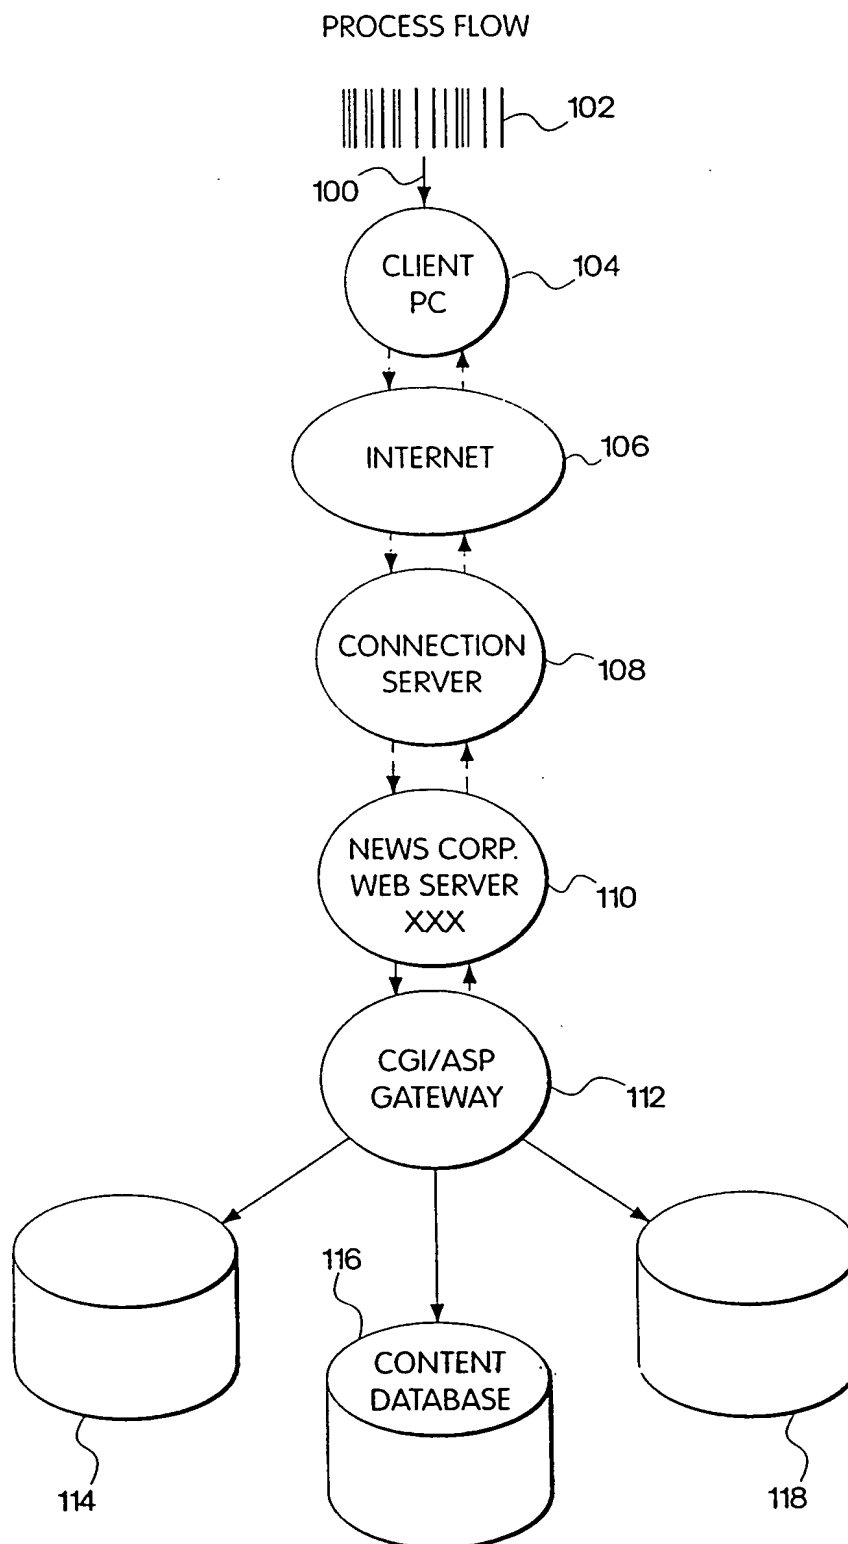 PROCESS FLOW
102
100
CLIENT
PC
104
INTERNET
106
CONNECTION
SERVER
108
NEWS CORP.
WEB SERVER
XXX
110
CGI/ASP
GATEWAY
112
116
CONTENT
DATABASE
114
118